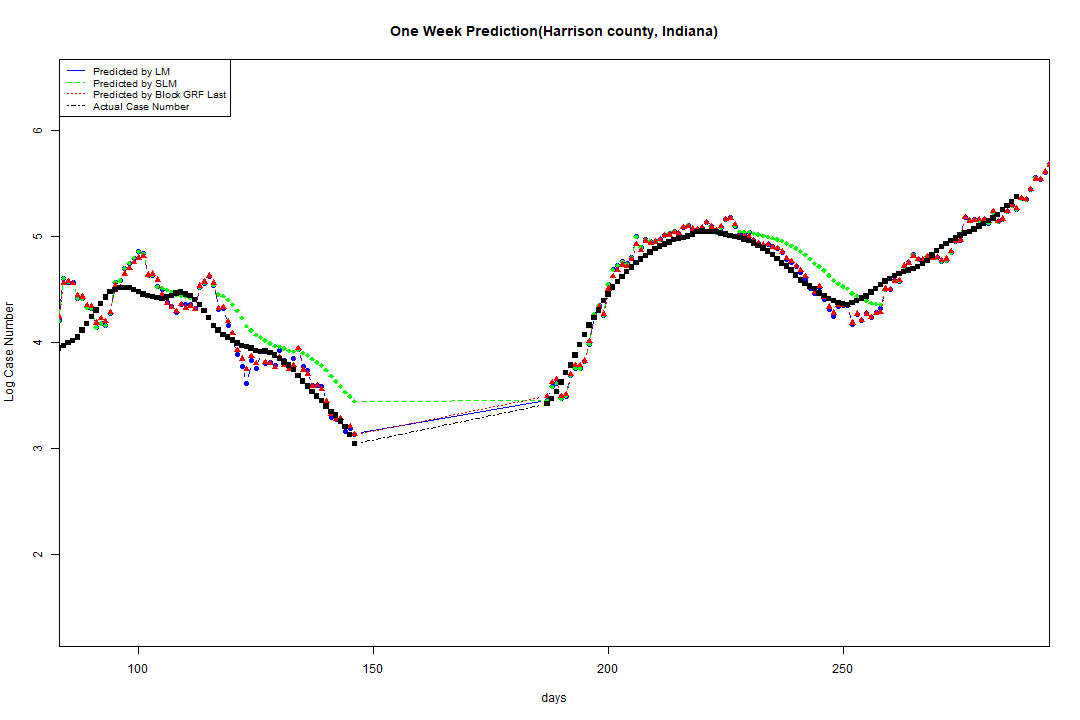 One Week Prediction(Harrison county, Indiana)
Predicted by LM
Predicted by SLM
Predicted by Block GRF Last
Actual Case Number
6
5
4
3
2
Log Case Number
100 150 200 250
days